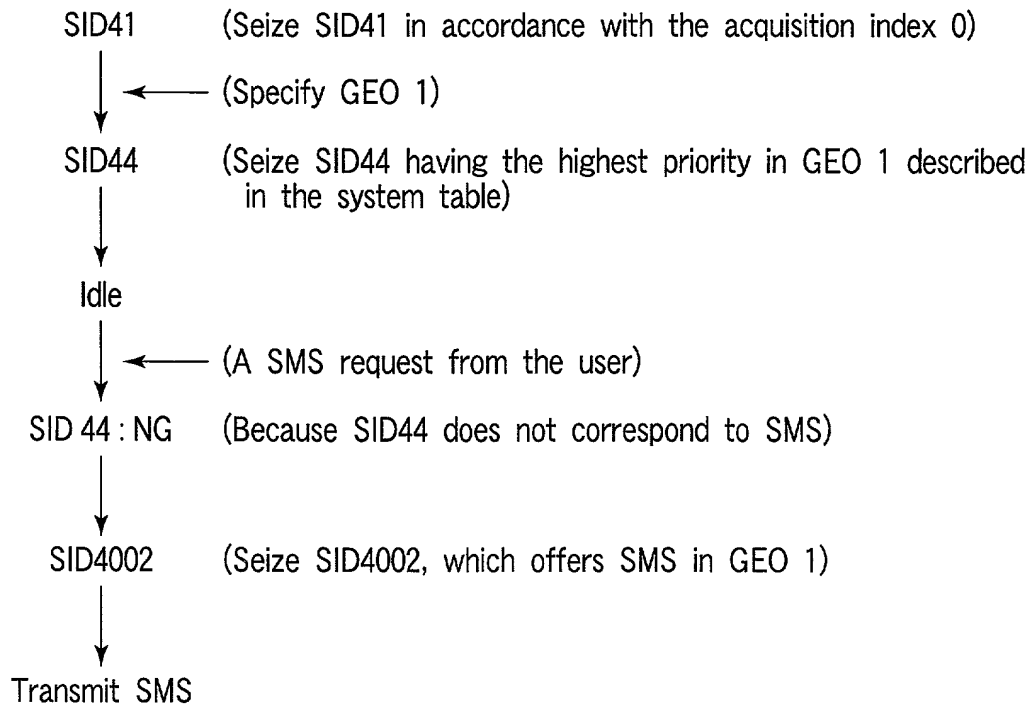 SID41 (Seize SID41 in accordance with the acquisition index 0)
(Specify GEO 1)
SID44 (Seize SID44 having the highest priority in GEO 1 described
in the system table)
Idle
(A SMS request from the user)
SID 44 : NG (Because SID44 does not correspond to SMS)
SID4002 (Seize SID4002, which offers SMS in GEO 1)
Transmit SMS